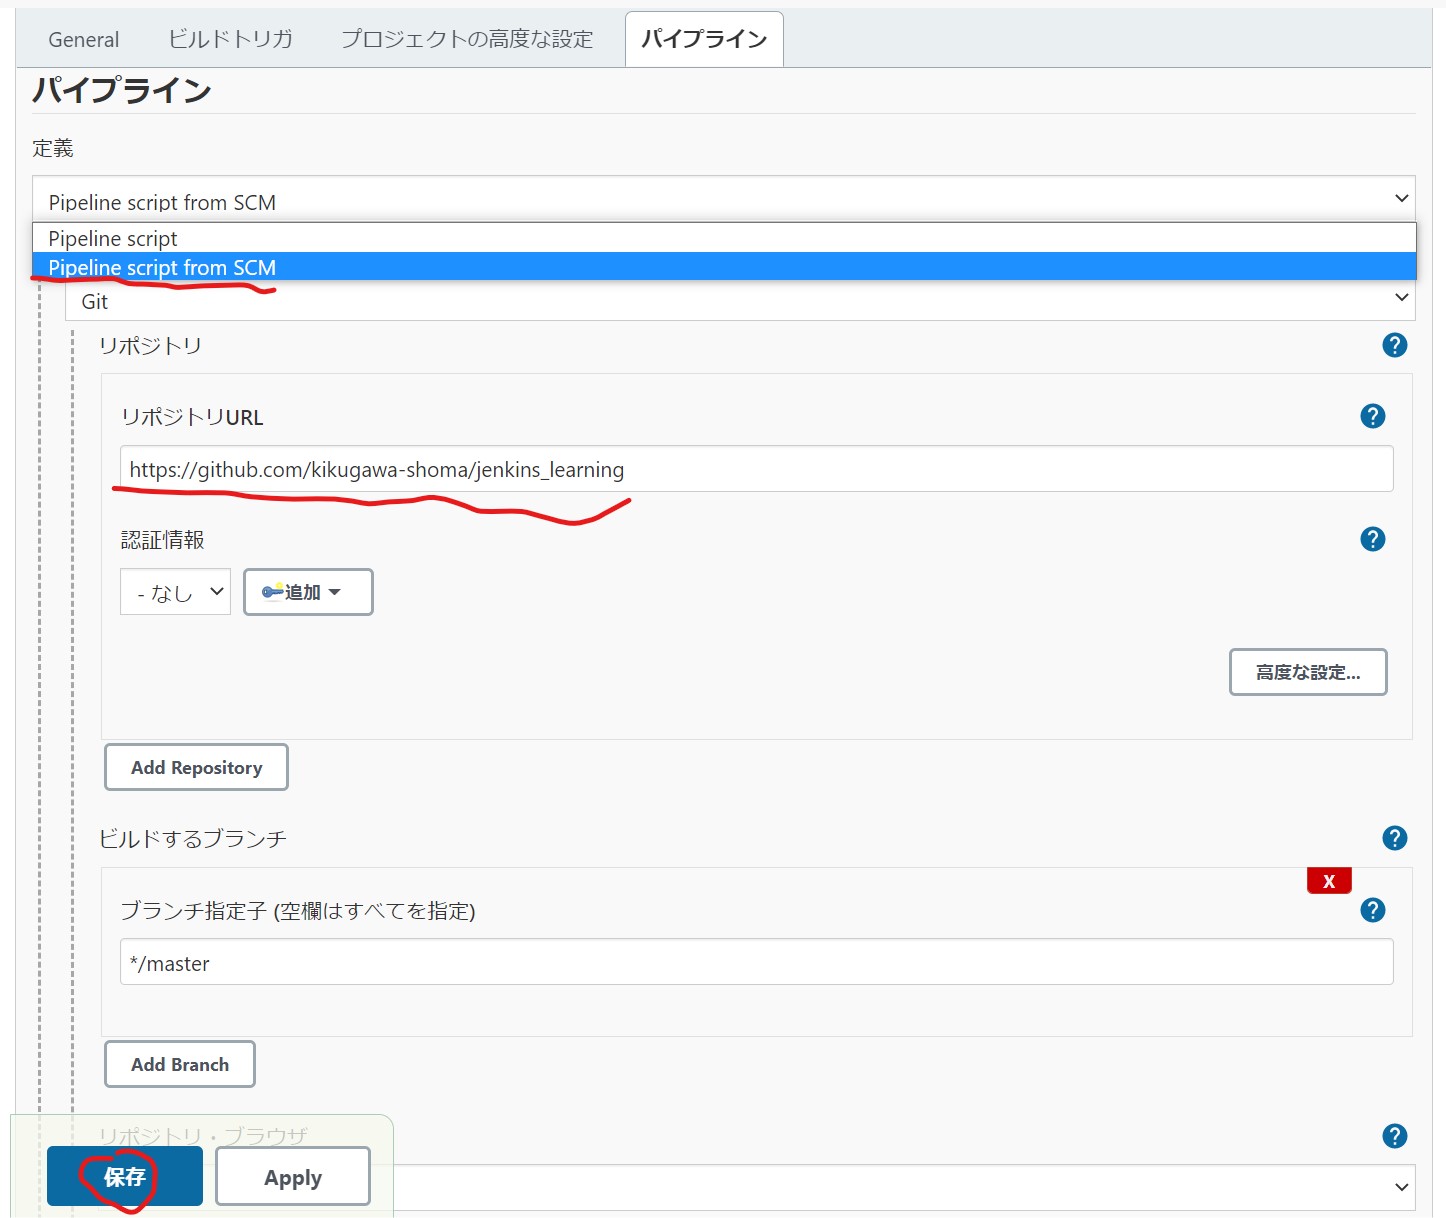 General ビルドトリガ プロジェクトの高度な設定 パイプライン
パイプライン
定義
Pipeline script from SCM
Pipeline script
Pipeline script from SCM
Git
リポジトリ
?
リポジトリURL
?
https://github.com/kikugawa-shoma/jenkins_learning
認証情報
?
- なし 追加
高度な設定...
Add Repository
ビルドするブランチ
?
X
ブランチ指定子 (空欄はすべてを指定)
?
*/master
Add Branch
リポジトリ・ブラウザ
?
保存 Apply